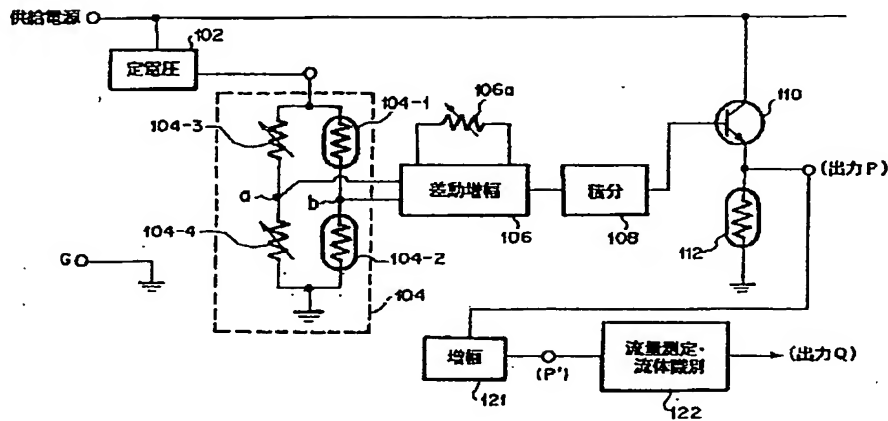 供給電源
102
定電圧
104-3
104-1
106a
110
a
b
差動増幅
106
積分
108
(出力P)
104-4
104-2
112
G
104
増幅
121
(P')
流量測定・
流体識別
122
(出力Q)